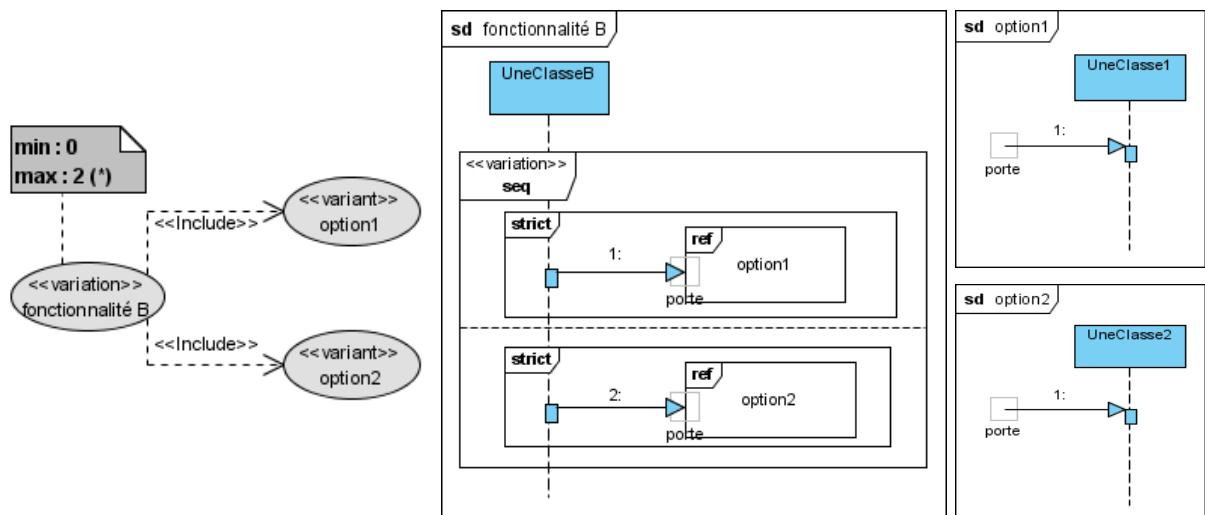 min : 0
max : 2 (*)
<<variation>>
fonctionnalité B
<<Include>>
<<Include>>
<<variant>>
option1
<<variant>>
option2
sd fonctionnalité B
UneClasseB
<<variation>>
seq
strict
1:
ref
option1
porte
strict
2:
ref
option2
porte
sd option1
UneClasse1
1:
porte
sd option2
UneClasse2
1:
porte